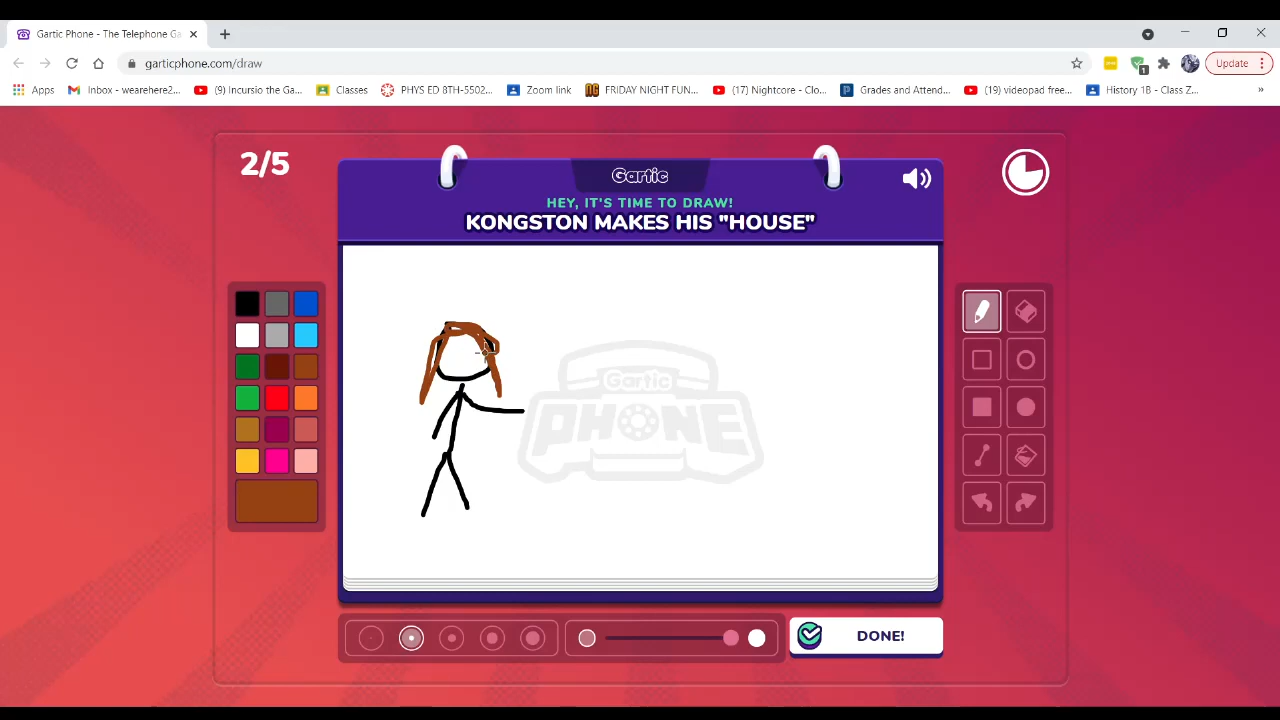 Gartic Phone - The Telephone Ga
garticphone.com/draw
Update
Apps
Inbox - weansmere2...
(9) Incursio the Ga...
Classes
PHYS ED 8TH-5502...
Zoom link
FRIDAY NIGHT FUN...
(17) Nightcore - Clo...
Grades and Attend...
(19) videopad free...
History 1B - Class Z...
»
2/5
Gartic
HEY, IT'S TIME TO DRAW!
KONGSTON MAKES HIS "HOUSE"
Gartic
PHONE
DONE!